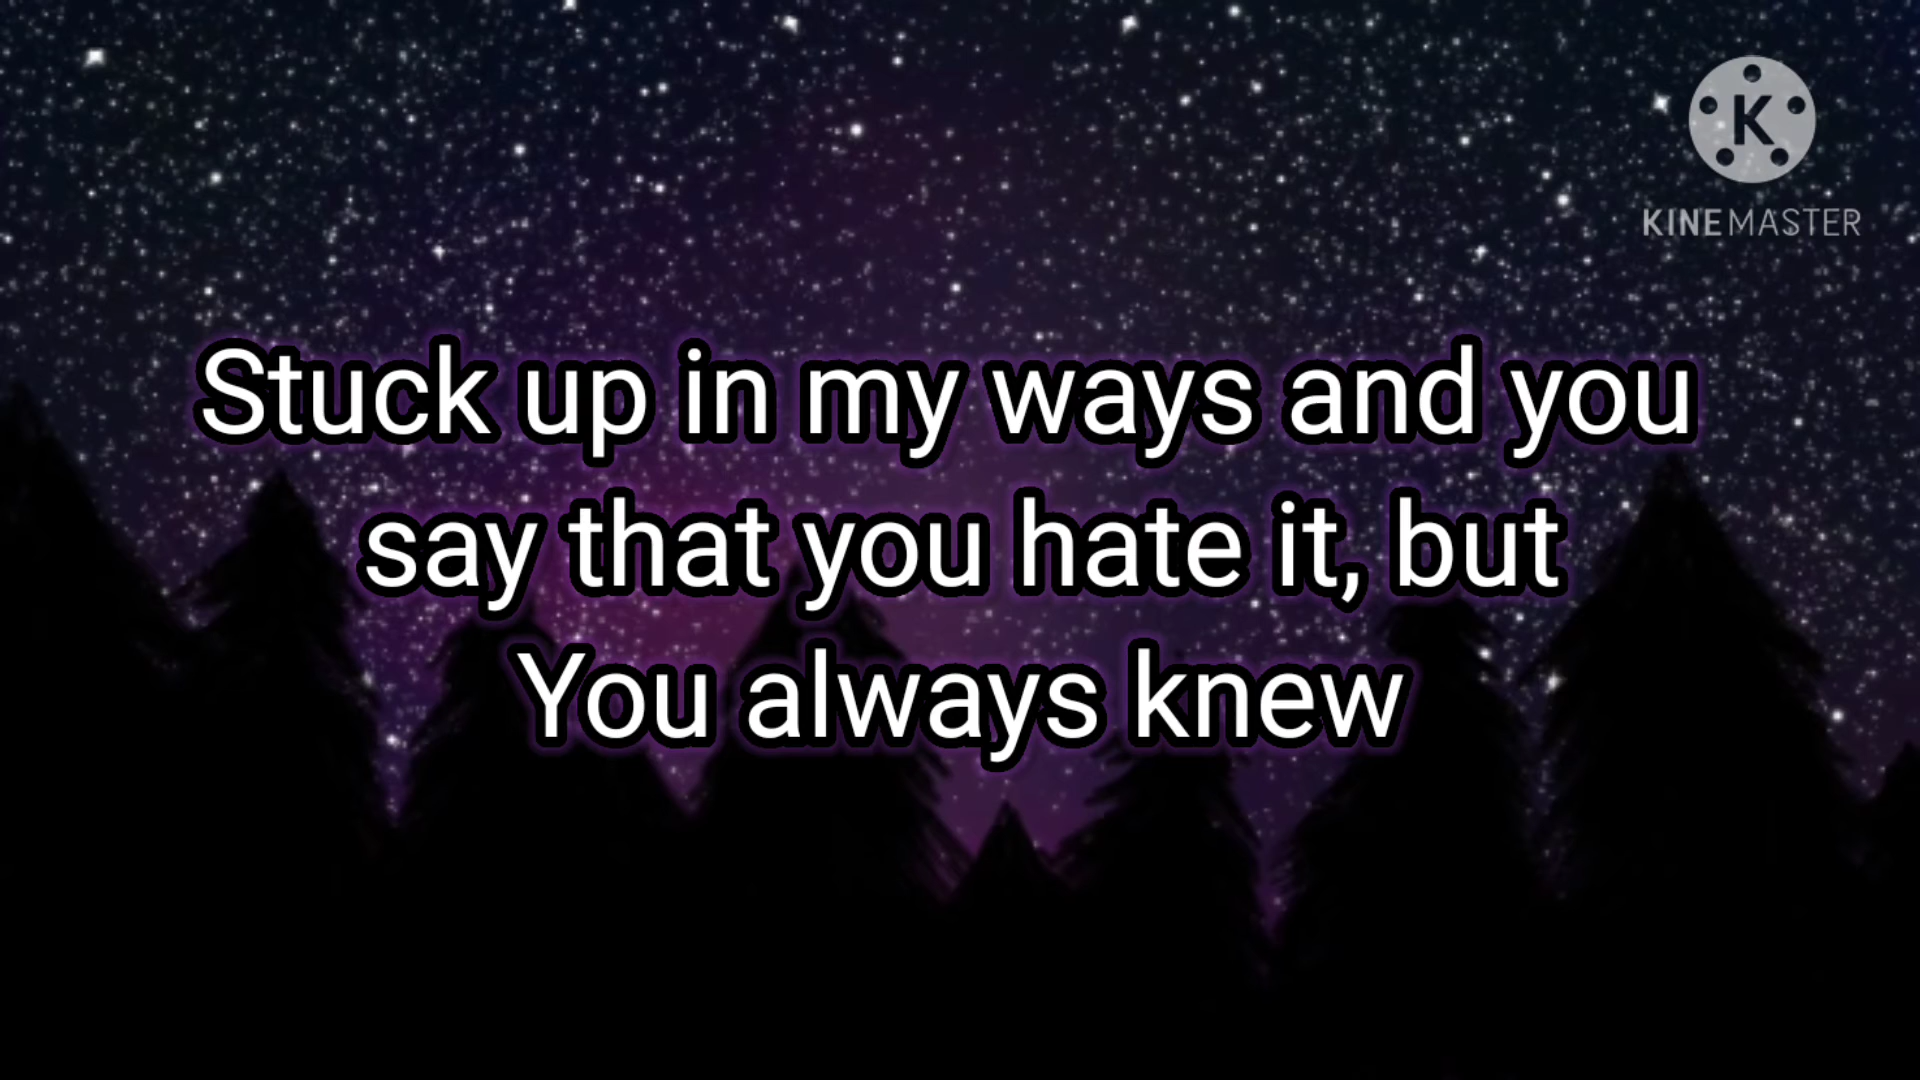 K
KINEMASTER
Stuck up in my ways and you
say that you hate it, but
You always knew